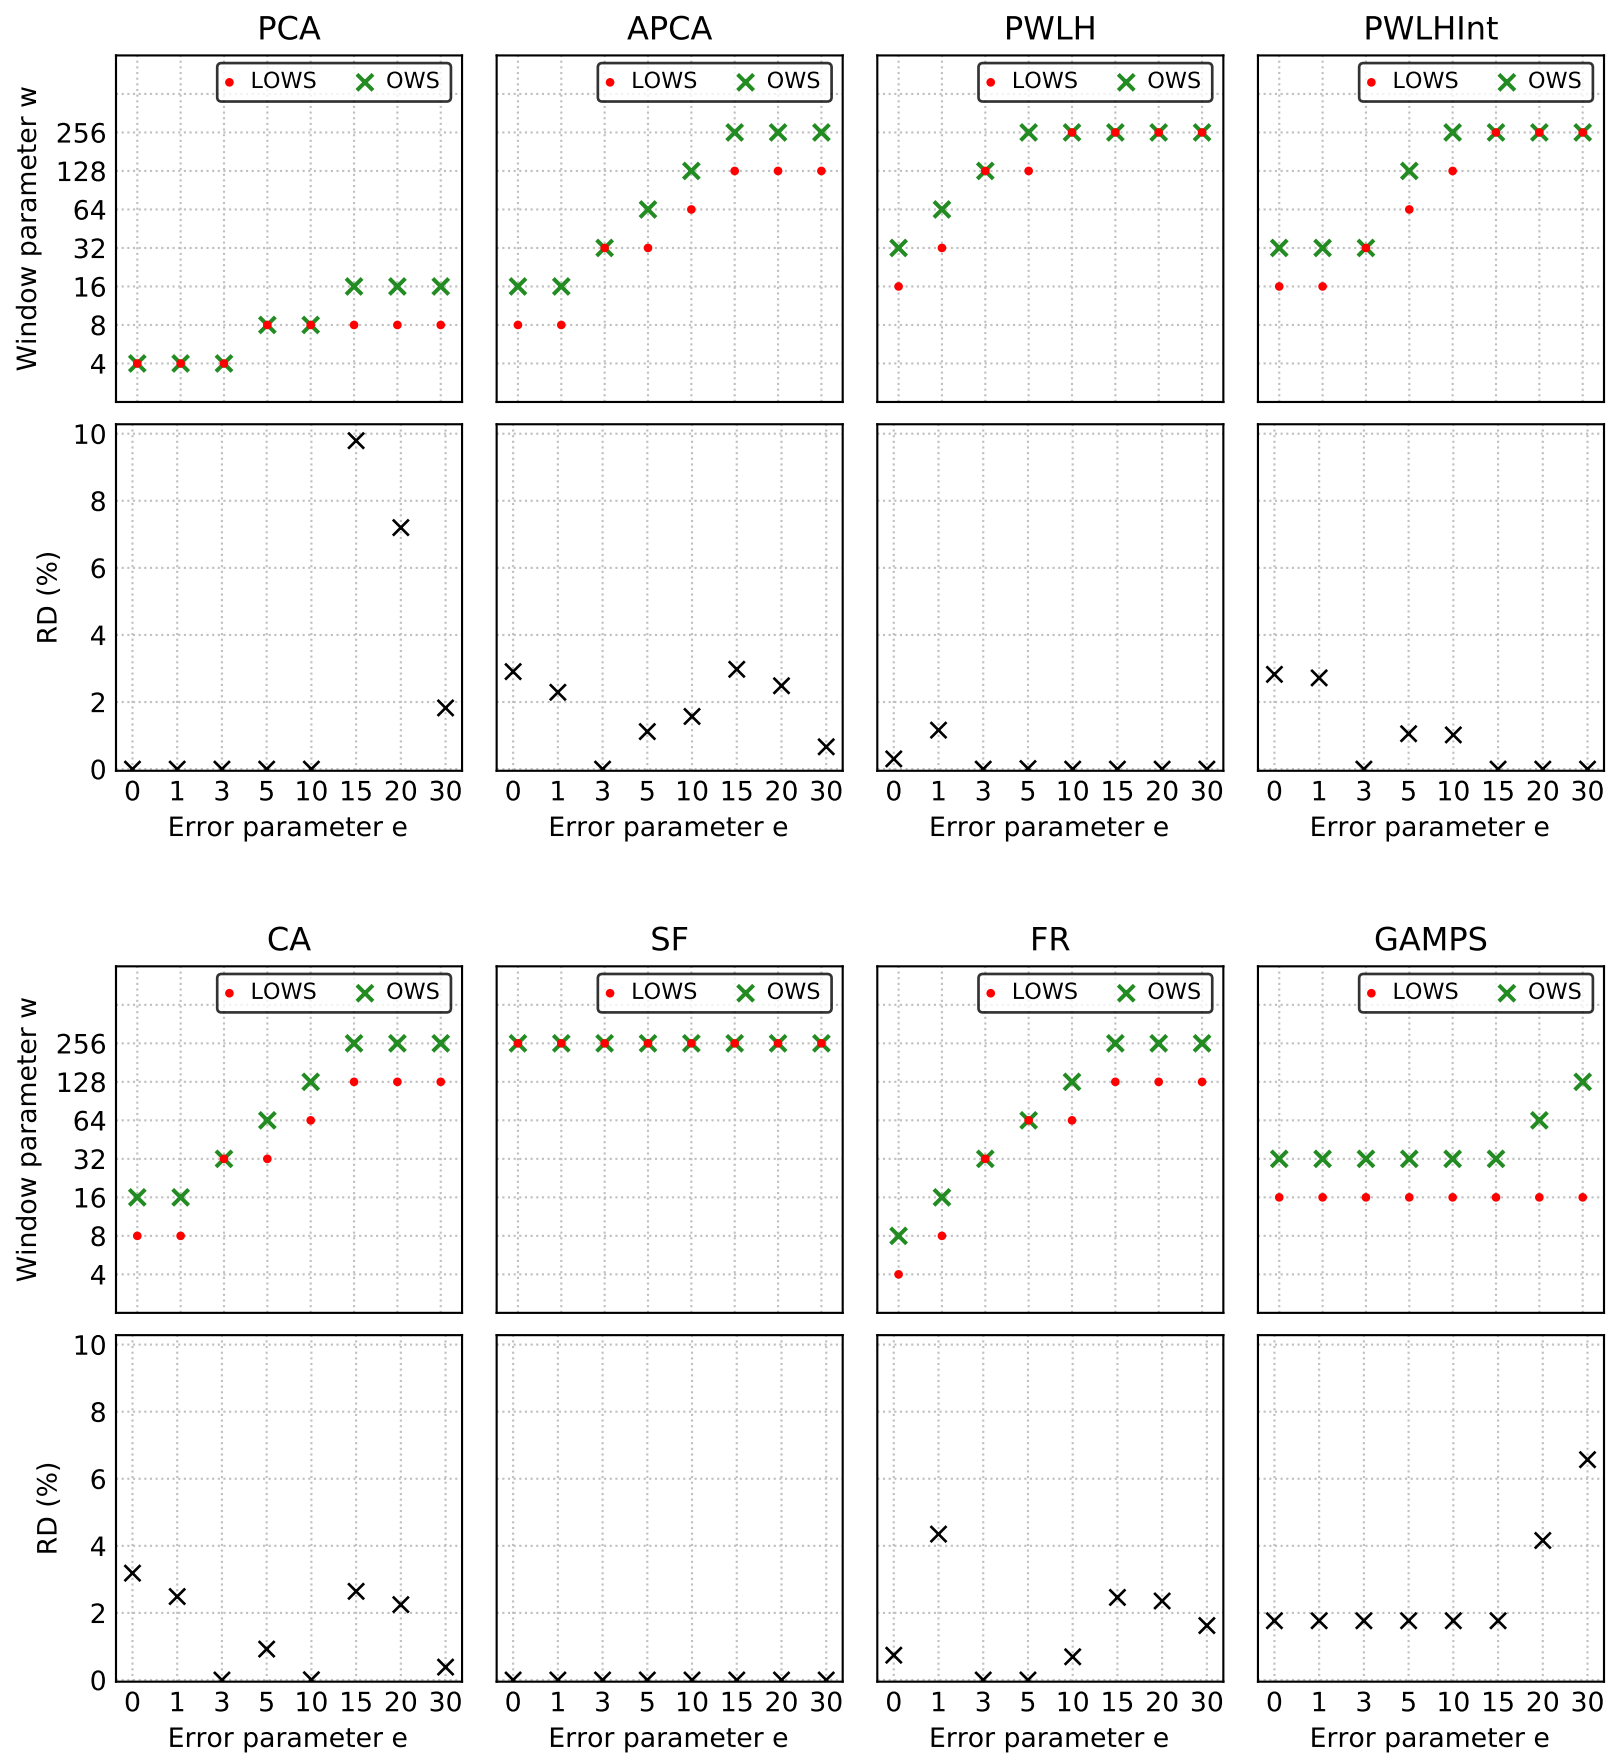 PCA APCA PWLH PWLHInt
LOWS OWS LOWS OWS LOWS OWS LOWS OWS
Window parameter w
256
128
64
32
16
8
4
RD (%)
10
8
6
4
2
0
0 1 3 5 10 15 20 30 0 1 3 5 10 15 20 30 0 1 3 5 10 15 20 30 0 1 3 5 10 15 20 30
Error parameter e Error parameter e Error parameter e Error parameter e
CA SF FR GAMPS
LOWS OWS LOWS OWS LOWS OWS LOWS OWS
Window parameter w
256
128
64
32
16
8
4
RD (%)
10
8
6
4
2
0
0 1 3 5 10 15 20 30 0 1 3 5 10 15 20 30 0 1 3 5 10 15 20 30 0 1 3 5 10 15 20 30
Error parameter e Error parameter e Error parameter e Error parameter e